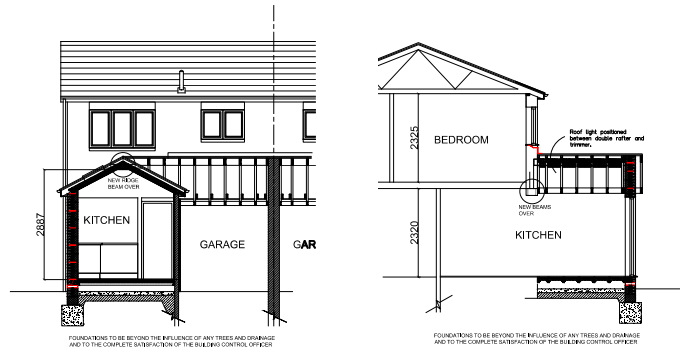 NEW RIDGE
BEAM OVER
KITCHEN
2887
GARAGE
GAR
FOUNDATIONS TO BE BEYOND THE INFLUENCE OF ANY TREES AND DRAINAGE
AND TO THE COMPLETE SATISFACTION OF THE BUILDING CONTROL OFFICER
2325
BEDROOM
Roof light positioned
between double rafter and
trimmer.
NEW BEAMS
OVER
2320
KITCHEN
FOUNDATIONS TO BE BEYOND THE INFLUENCE OF ANY TREES AND DRAINAGE
AND TO THE COMPLETE SATISFACTION OF THE BUILDING CONTROL OFFICER